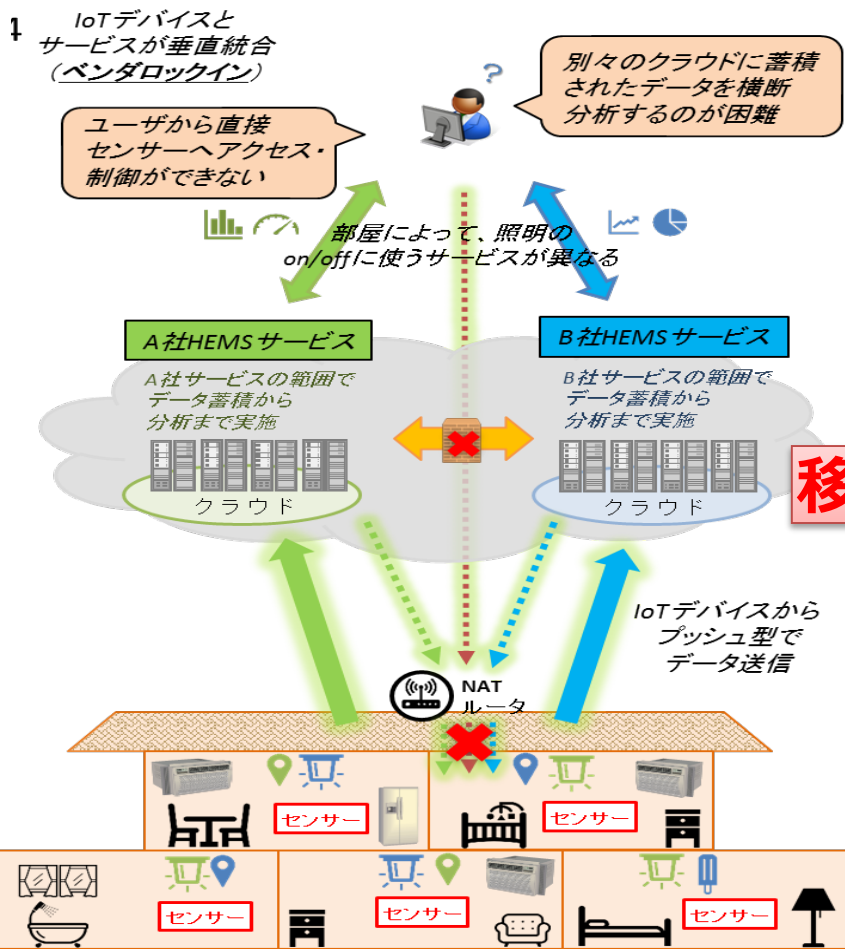 IoTデバイスと
サービスが垂直統合
（ベンダロックイン）
別々のクラウドに蓄積
されたデータを横断
分析するのが困難
ユーザから直接
センサーへアクセス・
制御ができない
?
部屋によって、照明の
on/offに使うサービスが異なる
A社HEMSサービス
B社HEMSサービス
A社サービスの範囲で
データ蓄積から
分析まで実施
B社サービスの範囲で
データ蓄積から
分析まで実施
クラウド
クラウド
移
IoTデバイスから
プッシュ型で
データ送信
NAT
ルータ
センサー
センサー
センサー
センサー
センサー